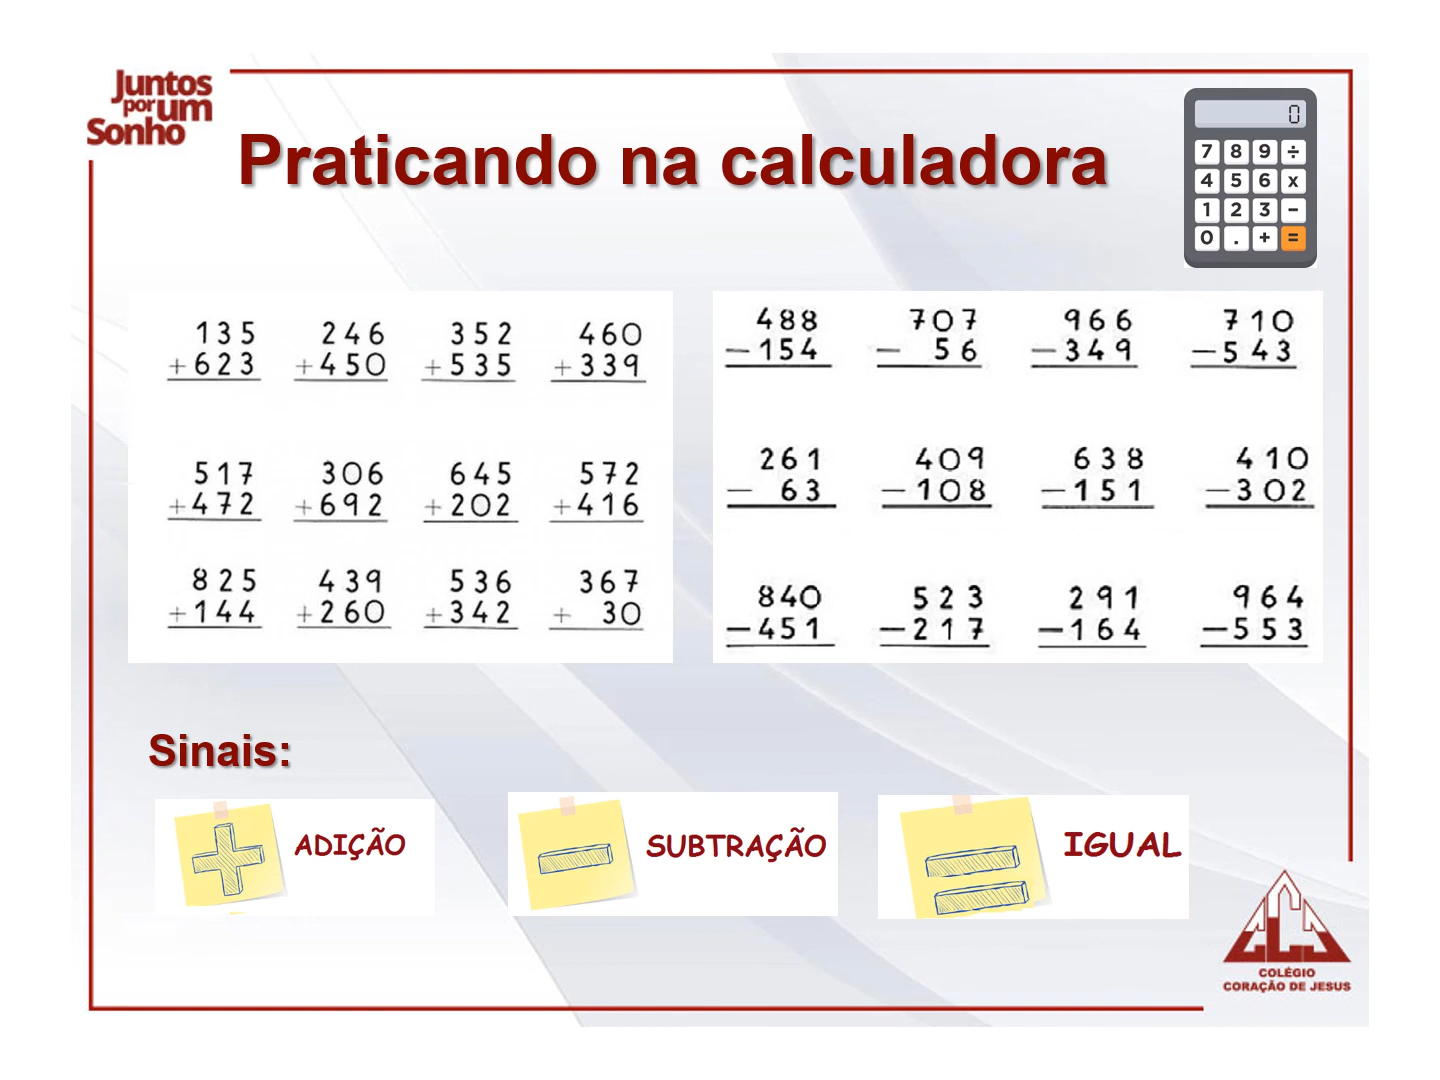 Juntos
por um
Sonho
Praticando na calculadora
0
7 8 9 ÷
4 5 6 x
1 2 3 −
0 . + =
135 246 352 460
+623 +450 +535 +339
517 306 645 572
+472 +692 +202 +416
825 439 536 367
+144 +260 +342 + 30
488 707 966 710
−154 − 56 −349 −543
261 409 638 410
− 63 −108 −151 −302
840 523 291 964
−451 −217 −164 −553
Sinais:
+ ADIÇÃO
− SUBTRAÇÃO
= IGUAL
COLÉGIO
CORAÇÃO DE JESUS